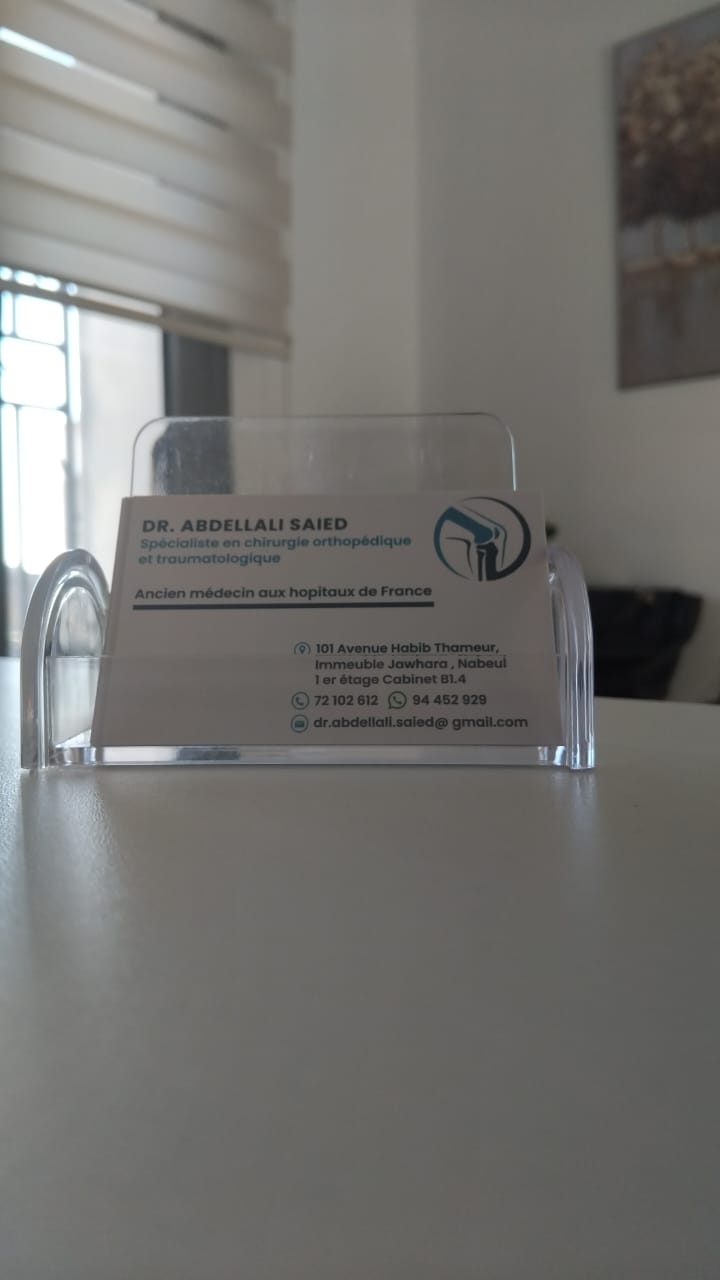 DR. ABDELLALI SAIED
Spécialiste en chirurgie orthopédique
et traumatologique
Ancien médecin aux hopitaux de France
101 Avenue Habib Thameur,
Immeuble Jawhara , Nabeul
1 er étage Cabinet B1.4
72 102 612 94 452 929
dr.abdellali.saied@ gmail.com